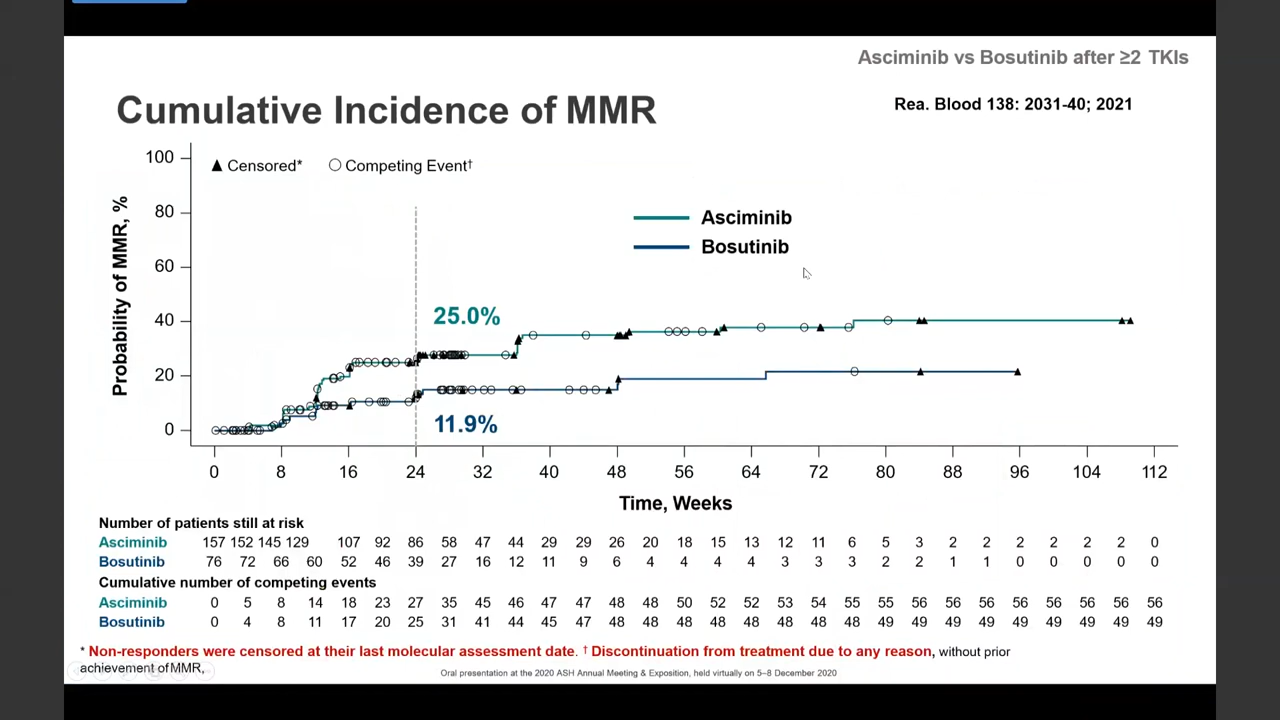 Asciminib vs Bosutinib after ≥2 TKIs
Cumulative Incidence of MMR
Rea. Blood 138: 2031-40; 2021
▲ Censored* ○ Competing Event†
Probability of MMR, %
100
80
60
40
20
0
Asciminib
Bosutinib
25.0%
11.9%
0 8 16 24 32 40 48 56 64 72 80 88 96 104 112
Time, Weeks
Number of patients still at risk
Asciminib 157 152 145 129 107 92 86 58 47 44 29 29 26 20 18 15 13 12 11 6 5 3 2 2 2 2 2 2 0
Bosutinib 76 72 66 60 52 46 39 27 16 12 11 9 6 4 4 4 4 3 3 3 2 2 1 1 0 0 0 0 0
Cumulative number of competing events
Asciminib 0 5 8 14 18 23 27 35 45 46 47 47 48 48 50 52 52 53 54 55 55 56 56 56 56 56 56 56 56
Bosutinib 0 4 8 11 17 20 25 31 41 44 45 47 48 48 48 48 48 48 48 48 49 49 49 49 49 49 49 49 49
* Non-responders were censored at their last molecular assessment date. † Discontinuation from treatment due to any reason, without prior
achievement of MMR,
Oral presentation at the 2020 ASH Annual Meeting & Exposition, held virtually on 5–8 December 2020